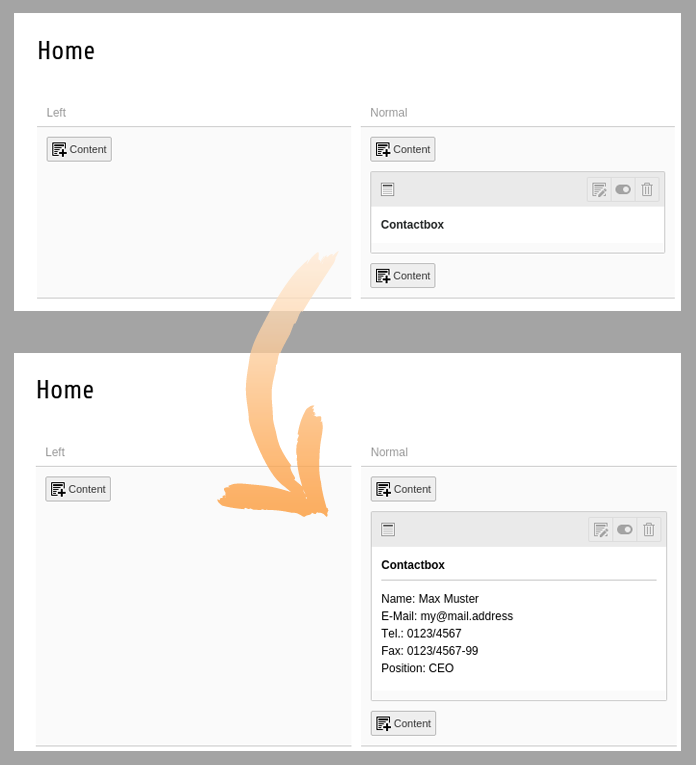 Home
Left
Normal
Content
Content
Contactbox
Content
Home
Left
Normal
Content
Content
Contactbox
Name: Max Muster
E-Mail: my@mail.address
Tel.: 0123/4567
Fax: 0123/4567-99
Position: CEO
Content